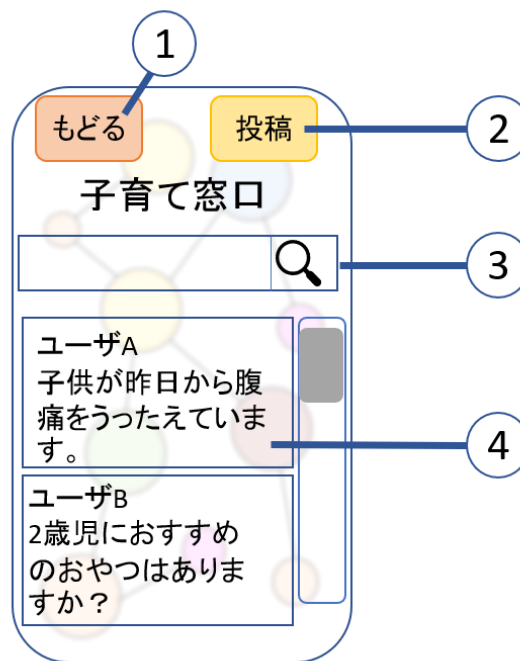 1
もどる
投稿
2
子育て窓口
3
ユーザA
子供が昨日から腹
痛をうったえていま
す。
4
ユーザB
2歳児におすすめ
のおやつはありま
すか？